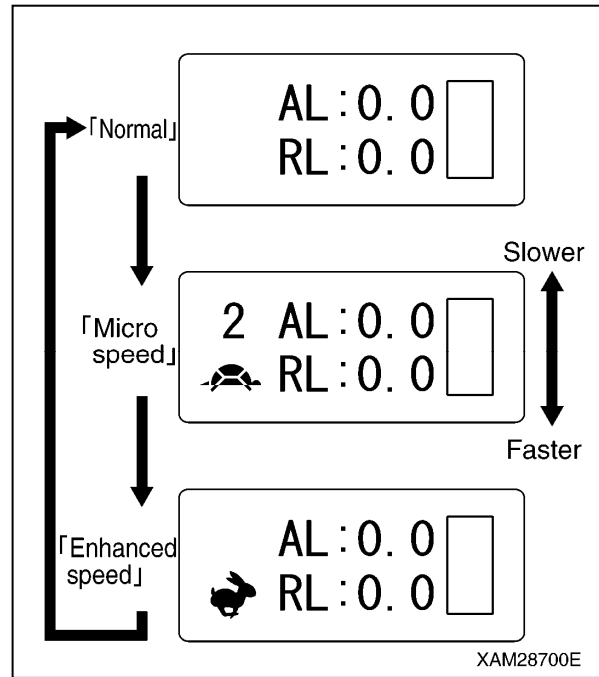 AL:0.0
「Normal」
RL:0.0
Slower
2 AL:0.0
「Micro
speed」
RL:0.0
Faster
AL:0.0
「Enhanced
speed」
RL:0.0
XAM28700E